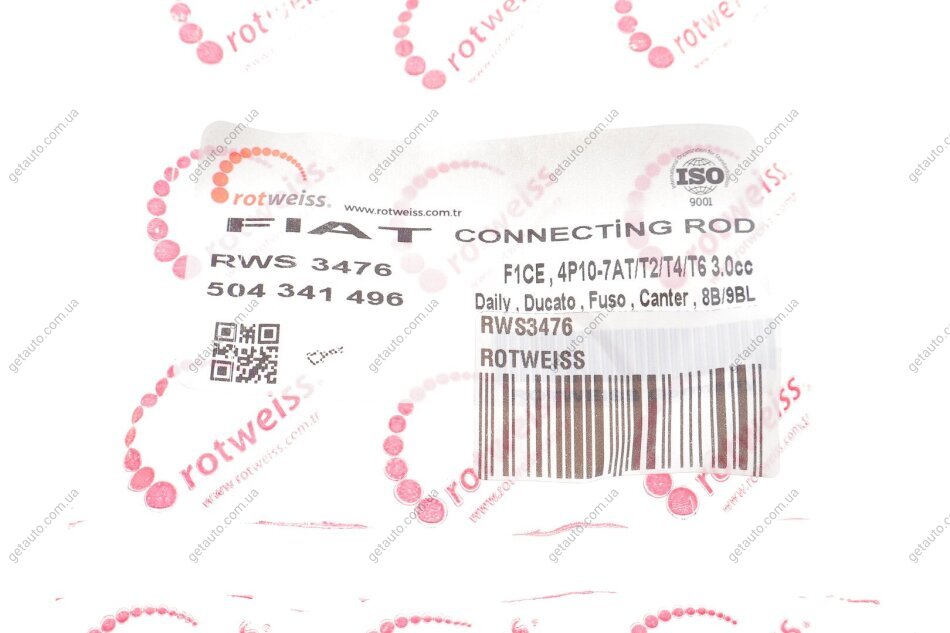 rotweiss®
www.rotweiss.com.tr
ISO
9001
FIAT CONNECTİNG ROD
RWS 3476
504 341 496
F1CE , 4P10-7AT/T2/T4/T6 3.0cc
Daily , Ducato , Fuso , Canter , 8B/9BL
RWS3476
ROTWEISS
rotweiss
www.rotweiss.com.tr
getauto.com.ua